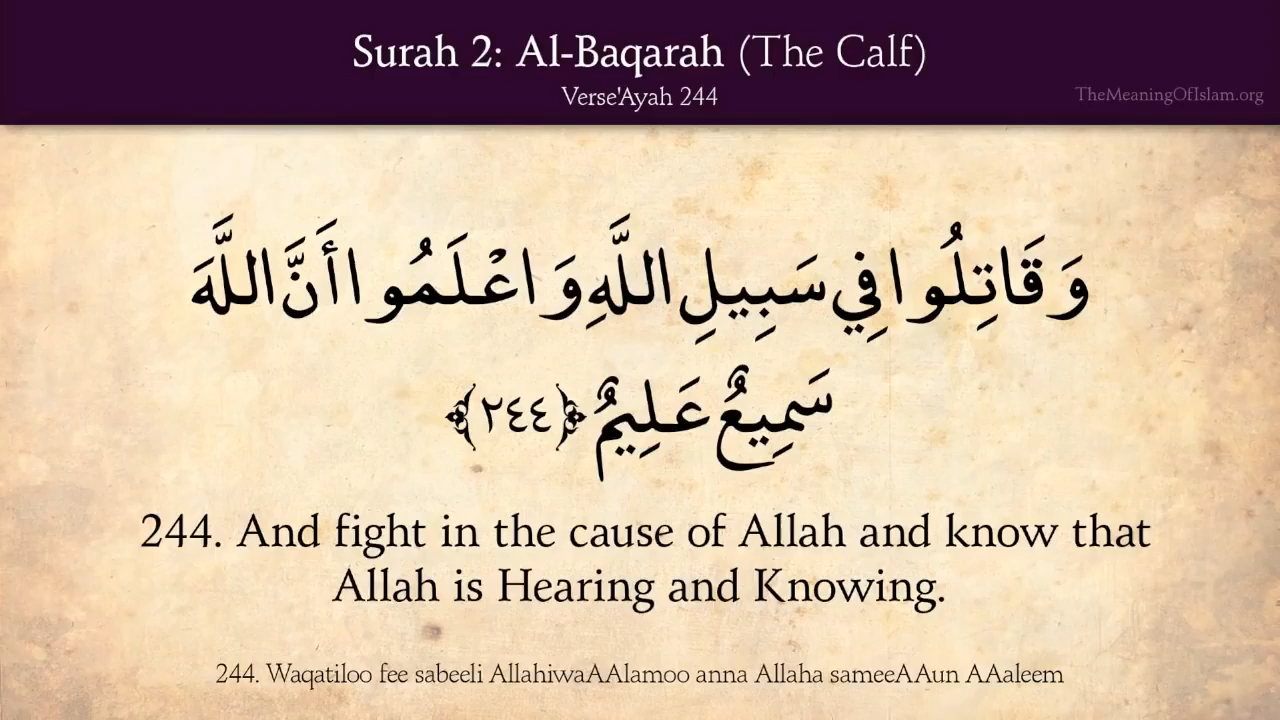 Surah 2: Al-Baqarah (The Calf)
Verse'Ayah 244
TheMeaningOfIslam.org
وَقَاتِلُوا فِي سَبِيلِ اللَّهِ وَاعْلَمُوا أَنَّ اللَّهَ
سَمِيعٌ عَلِيمٌ ﴿٢٤٤﴾
244. And fight in the cause of Allah and know that
Allah is Hearing and Knowing.
244. Waqatiloo fee sabeeli AllahiwaAAlamoo anna Allaha sameeAAun AAaleem